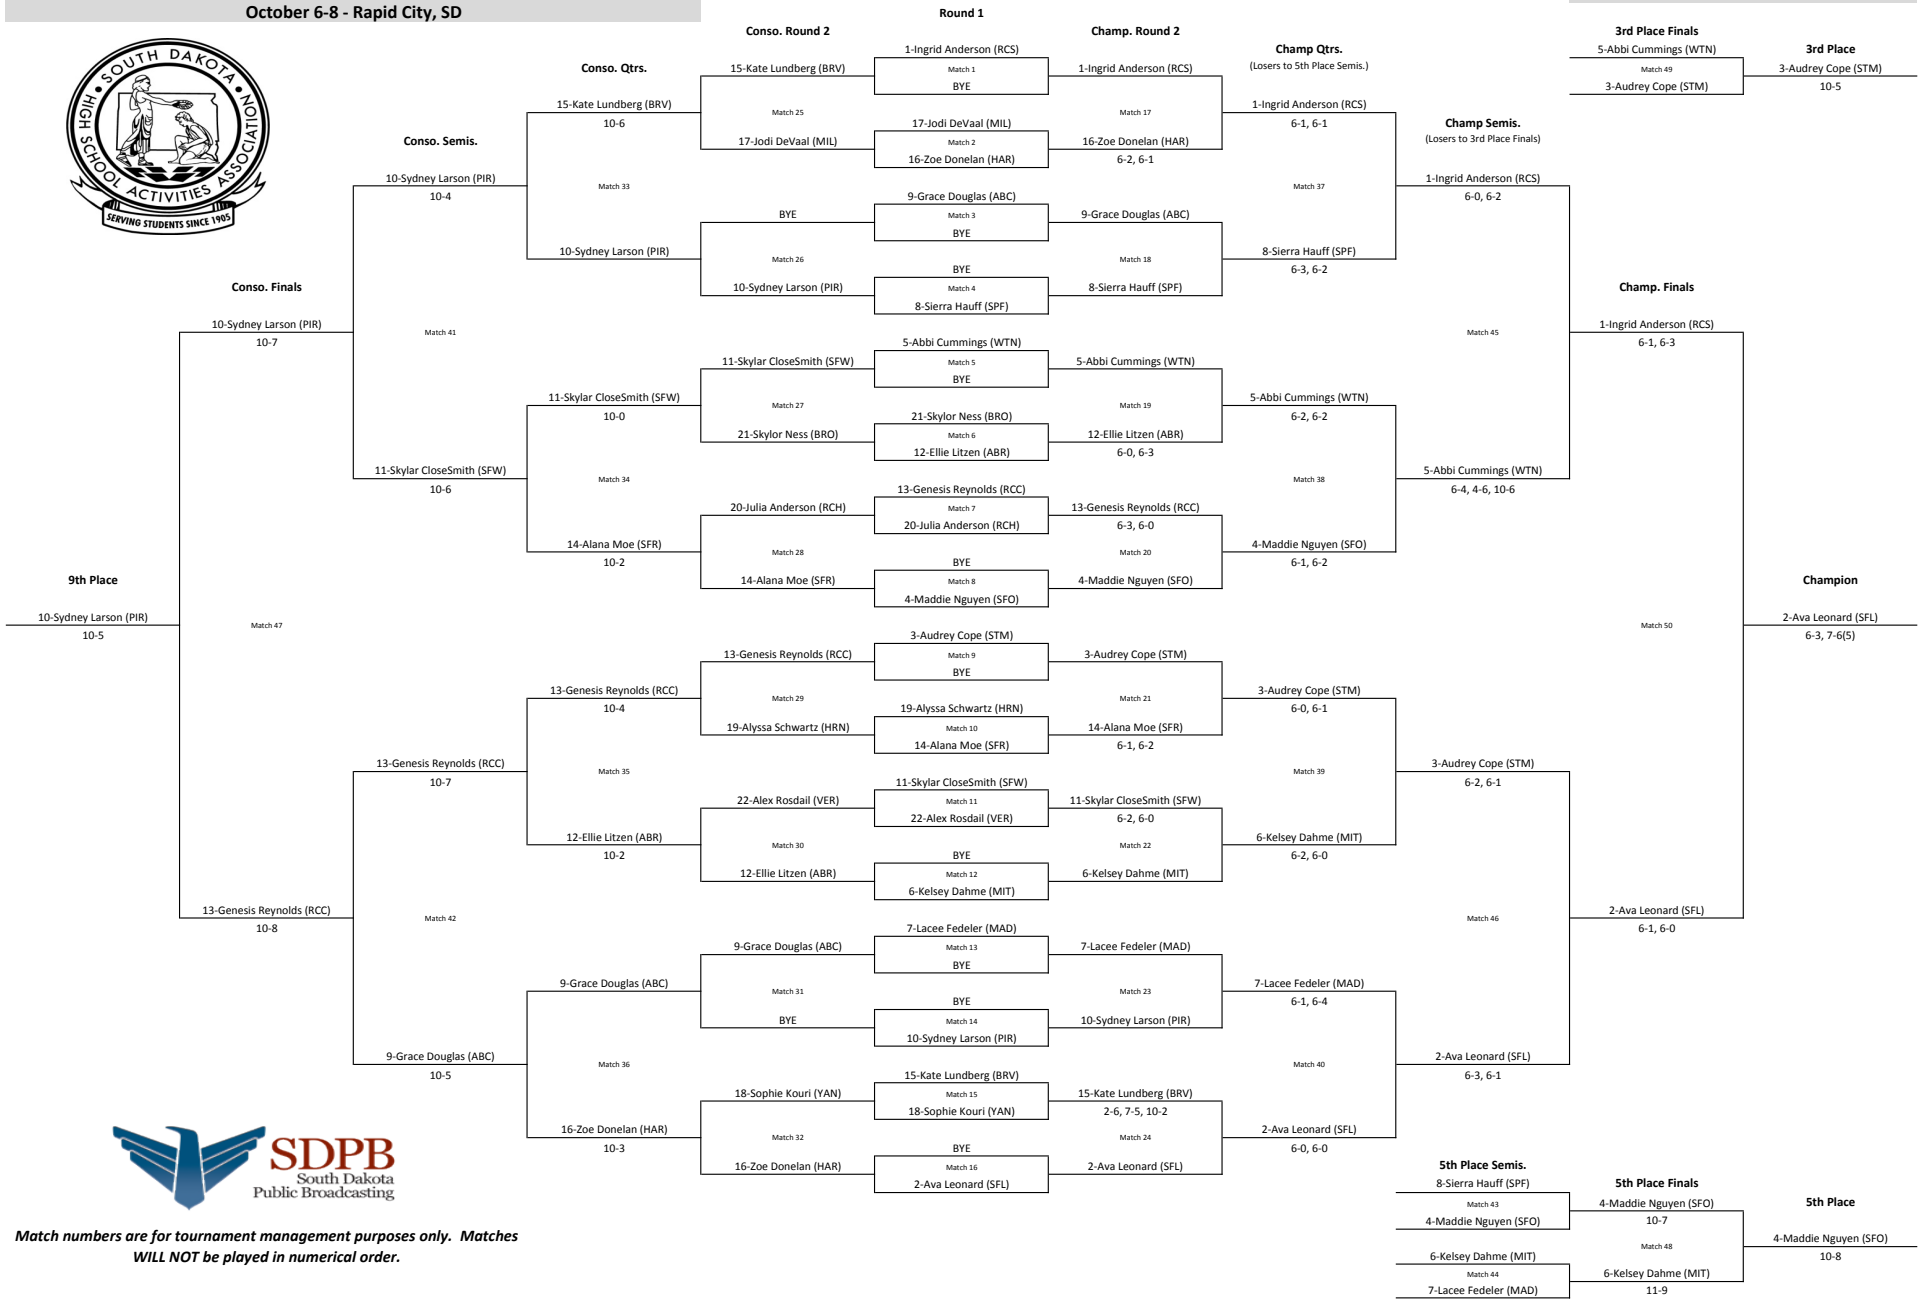 October 6-8 - Rapid City, SD
SOUTH DAKOTA
HIGH SCHOOL ACTIVITIES ASSOCIATION
SERVING STUDENTS SINCE 1905
9th Place
10-Sydney Larson (PIR)
10-5
Conso. Finals
10-Sydney Larson (PIR)
10-7
Match 47
13-Genesis Reynolds (RCC)
10-8
Conso. Semis.
10-Sydney Larson (PIR)
10-4
Match 41
11-Skylar CloseSmith (SFW)
10-6
13-Genesis Reynolds (RCC)
10-7
Match 42
9-Grace Douglas (ABC)
10-5
Conso. Qtrs.
15-Kate Lundberg (BRV)
10-6
Match 33
10-Sydney Larson (PIR)
11-Skylar CloseSmith (SFW)
10-0
Match 34
14-Alana Moe (SFR)
10-2
13-Genesis Reynolds (RCC)
10-4
Match 35
12-Ellie Litzen (ABR)
10-2
9-Grace Douglas (ABC)
Match 36
16-Zoe Donelan (HAR)
10-3
Conso. Round 2
15-Kate Lundberg (BRV)
Match 25
17-Jodi DeVaal (MIL)
BYE
Match 26
10-Sydney Larson (PIR)
11-Skylar CloseSmith (SFW)
Match 27
21-Skylor Ness (BRO)
20-Julia Anderson (RCH)
Match 28
14-Alana Moe (SFR)
13-Genesis Reynolds (RCC)
Match 29
19-Alyssa Schwartz (HRN)
22-Alex Rosdail (VER)
Match 30
12-Ellie Litzen (ABR)
9-Grace Douglas (ABC)
Match 31
BYE
18-Sophie Kouri (YAN)
Match 32
16-Zoe Donelan (HAR)
Round 1
1-Ingrid Anderson (RCS)
Match 1
BYE
17-Jodi DeVaal (MIL)
Match 2
16-Zoe Donelan (HAR)
9-Grace Douglas (ABC)
Match 3
BYE
BYE
Match 4
8-Sierra Hauff (SPF)
5-Abbi Cummings (WTN)
Match 5
BYE
21-Skylor Ness (BRO)
Match 6
12-Ellie Litzen (ABR)
13-Genesis Reynolds (RCC)
Match 7
20-Julia Anderson (RCH)
BYE
Match 8
4-Maddie Nguyen (SFO)
3-Audrey Cope (STM)
Match 9
BYE
19-Alyssa Schwartz (HRN)
Match 10
14-Alana Moe (SFR)
11-Skylar CloseSmith (SFW)
Match 11
22-Alex Rosdail (VER)
BYE
Match 12
6-Kelsey Dahme (MIT)
7-Lacee Fedeler (MAD)
Match 13
BYE
BYE
Match 14
10-Sydney Larson (PIR)
15-Kate Lundberg (BRV)
Match 15
18-Sophie Kouri (YAN)
BYE
Match 16
2-Ava Leonard (SFL)
Champ. Round 2
1-Ingrid Anderson (RCS)
Match 17
16-Zoe Donelan (HAR)
6-2, 6-1
9-Grace Douglas (ABC)
Match 18
8-Sierra Hauff (SPF)
5-Abbi Cummings (WTN)
Match 19
12-Ellie Litzen (ABR)
6-0, 6-3
13-Genesis Reynolds (RCC)
6-3, 6-0
Match 20
4-Maddie Nguyen (SFO)
3-Audrey Cope (STM)
Match 21
14-Alana Moe (SFR)
6-1, 6-2
11-Skylar CloseSmith (SFW)
6-2, 6-0
Match 22
6-Kelsey Dahme (MIT)
7-Lacee Fedeler (MAD)
Match 23
10-Sydney Larson (PIR)
15-Kate Lundberg (BRV)
2-6, 7-5, 10-2
Match 24
2-Ava Leonard (SFL)
Champ Qtrs.
(Losers to 5th Place Semis.)
1-Ingrid Anderson (RCS)
6-1, 6-1
Match 37
8-Sierra Hauff (SPF)
6-3, 6-2
5-Abbi Cummings (WTN)
6-2, 6-2
Match 38
4-Maddie Nguyen (SFO)
6-1, 6-2
3-Audrey Cope (STM)
6-0, 6-1
Match 39
6-Kelsey Dahme (MIT)
6-2, 6-0
7-Lacee Fedeler (MAD)
6-1, 6-4
Match 40
2-Ava Leonard (SFL)
6-0, 6-0
Champ Semis.
(Losers to 3rd Place Finals)
1-Ingrid Anderson (RCS)
6-0, 6-2
Match 45
5-Abbi Cummings (WTN)
6-4, 4-6, 10-6
3-Audrey Cope (STM)
6-2, 6-1
Match 46
2-Ava Leonard (SFL)
6-3, 6-1
Champ. Finals
1-Ingrid Anderson (RCS)
6-1, 6-3
Match 50
2-Ava Leonard (SFL)
6-1, 6-0
Champion
2-Ava Leonard (SFL)
6-3, 7-6(5)
3rd Place Finals
5-Abbi Cummings (WTN)
Match 49
3-Audrey Cope (STM)
3rd Place
3-Audrey Cope (STM)
10-5
5th Place Semis.
8-Sierra Hauff (SPF)
Match 43
4-Maddie Nguyen (SFO)
6-Kelsey Dahme (MIT)
Match 44
7-Lacee Fedeler (MAD)
5th Place Finals
4-Maddie Nguyen (SFO)
10-7
Match 48
6-Kelsey Dahme (MIT)
11-9
5th Place
4-Maddie Nguyen (SFO)
10-8
SDPB
South Dakota
Public Broadcasting
Match numbers are for tournament management purposes only. Matches
WILL NOT be played in numerical order.